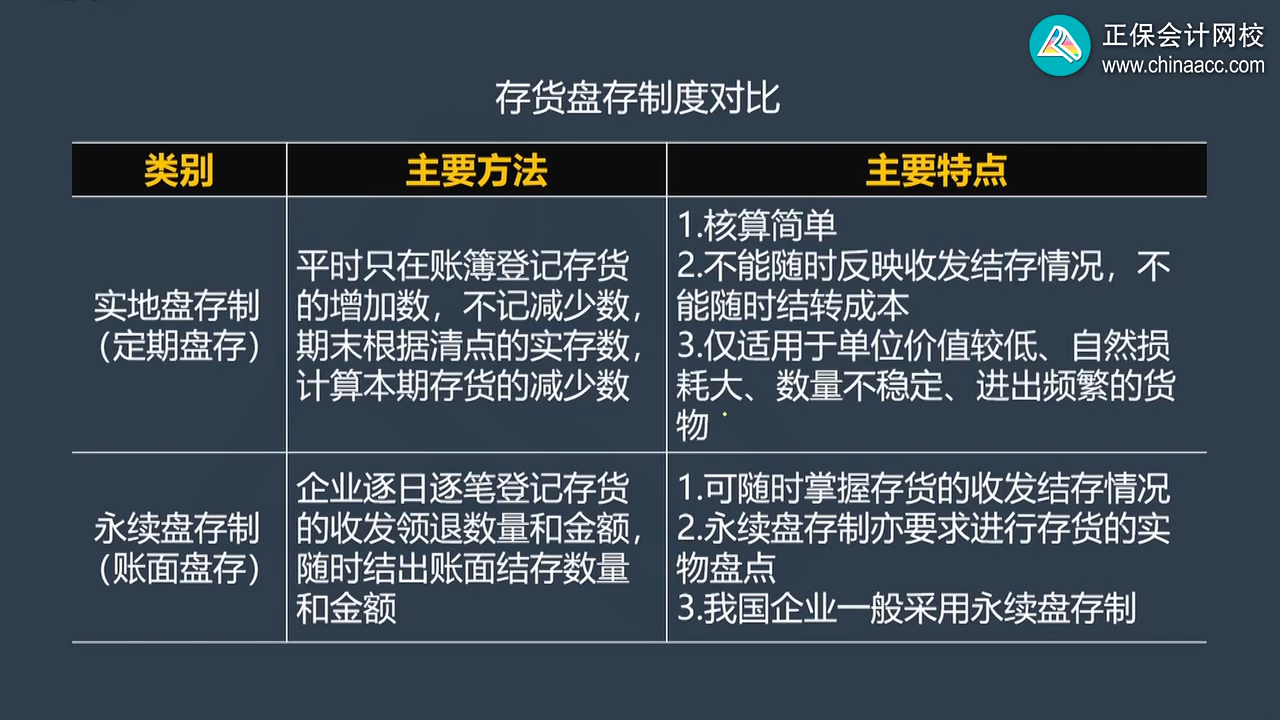 正保会计网校
www.chinaacc.com
存货盘存制度对比
类别
主要方法
主要特点
实地盘存制
（定期盘存）
平时只在账簿登记存货
的增加数，不记减少数，
期末根据清点的实存数，
计算本期存货的减少数
1.核算简单
2.不能随时反映收发结存情况，不
能随时结转成本
3.仅适用于单位价值较低、自然损
耗大、数量不稳定、进出频繁的货
物
永续盘存制
（账面盘存）
企业逐日逐笔登记存货
的收发领退数量和金额，
随时结出账面结存数量
和金额
1.可随时掌握存货的收发结存情况
2.永续盘存制亦要求进行存货的实
物盘点
3.我国企业一般采用永续盘存制